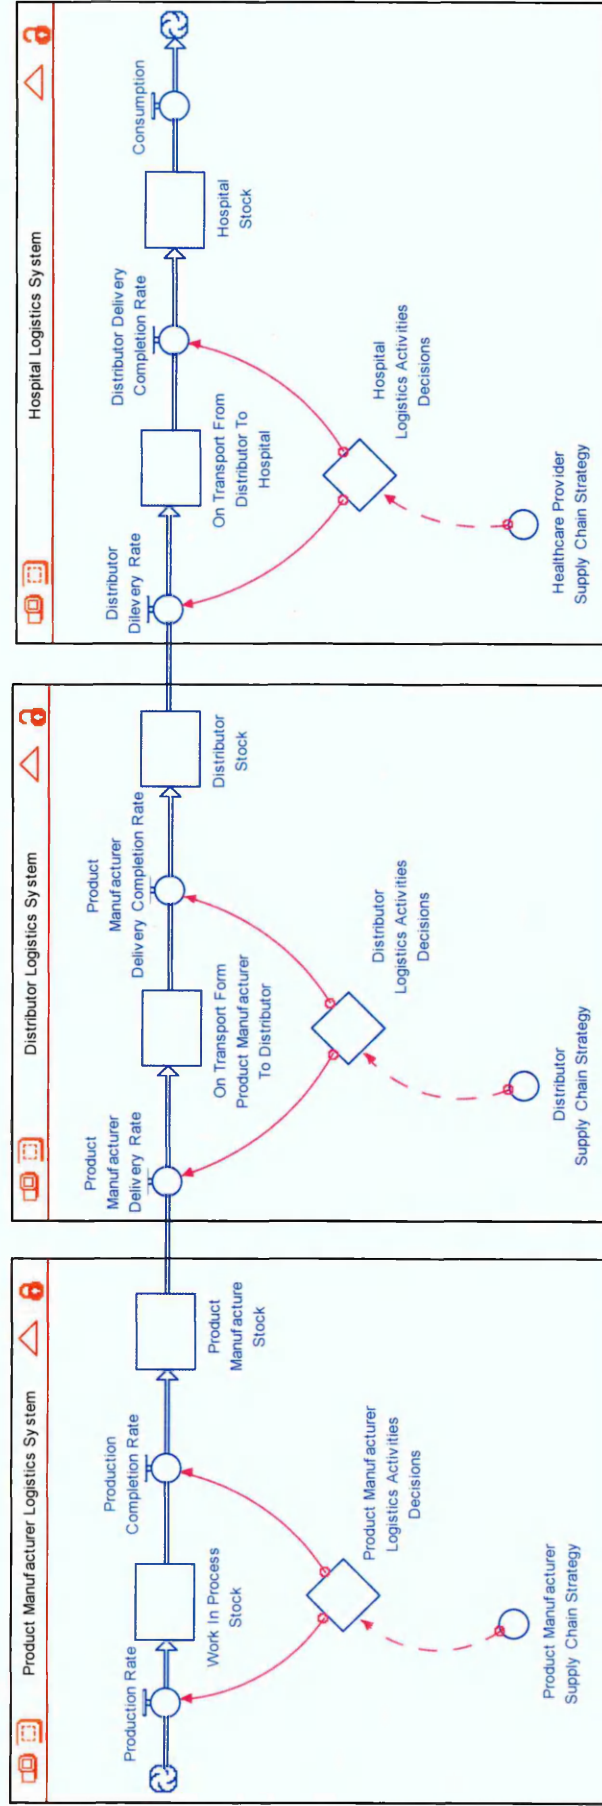 Product Manufacturer Logistics System
Production Rate
Work In Process
Stock
Production
Completion Rate
Product
Manufacture
Stock
Product Manufacturer
Logistics Activities
Decisions
Product Manufacturer
Supply Chain Strategy
Distributor Logistics System
Product
Manufacturer
Delivery Rate
On Transport Form
Product Manufacturer
To Distributor
Product
Manufacturer
Delivery Completion Rate
Distributor
Stock
Distributor
Logistics Activities
Decisions
Distributor
Supply Chain Strategy
Hospital Logistics System
Distributor
Dilevery Rate
On Transport From
Distributor To
Hospital
Distributor Delivery
Completion Rate
Hospital
Stock
Consumption
Hospital
Logistics Activities
Decisions
Healthcare Provider
Supply Chain Strategy